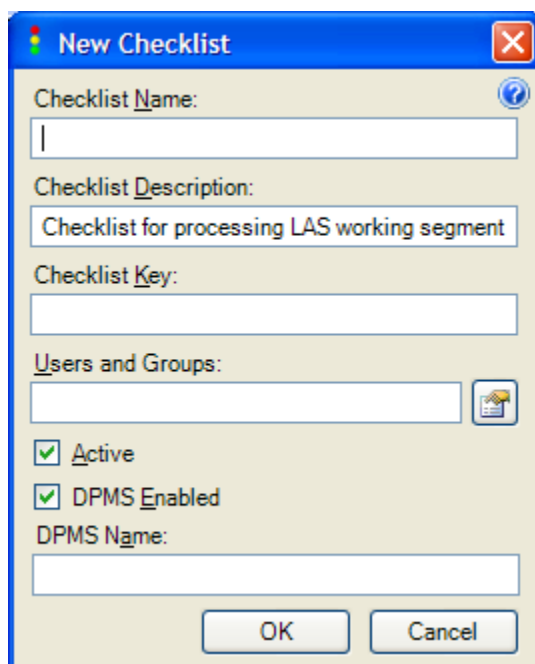 New Checklist
Checklist Name:
Checklist Description:
Checklist for processing LAS working segment
Checklist Key:
Users and Groups:
Active
DPMS Enabled
DPMS Name:
OK Cancel